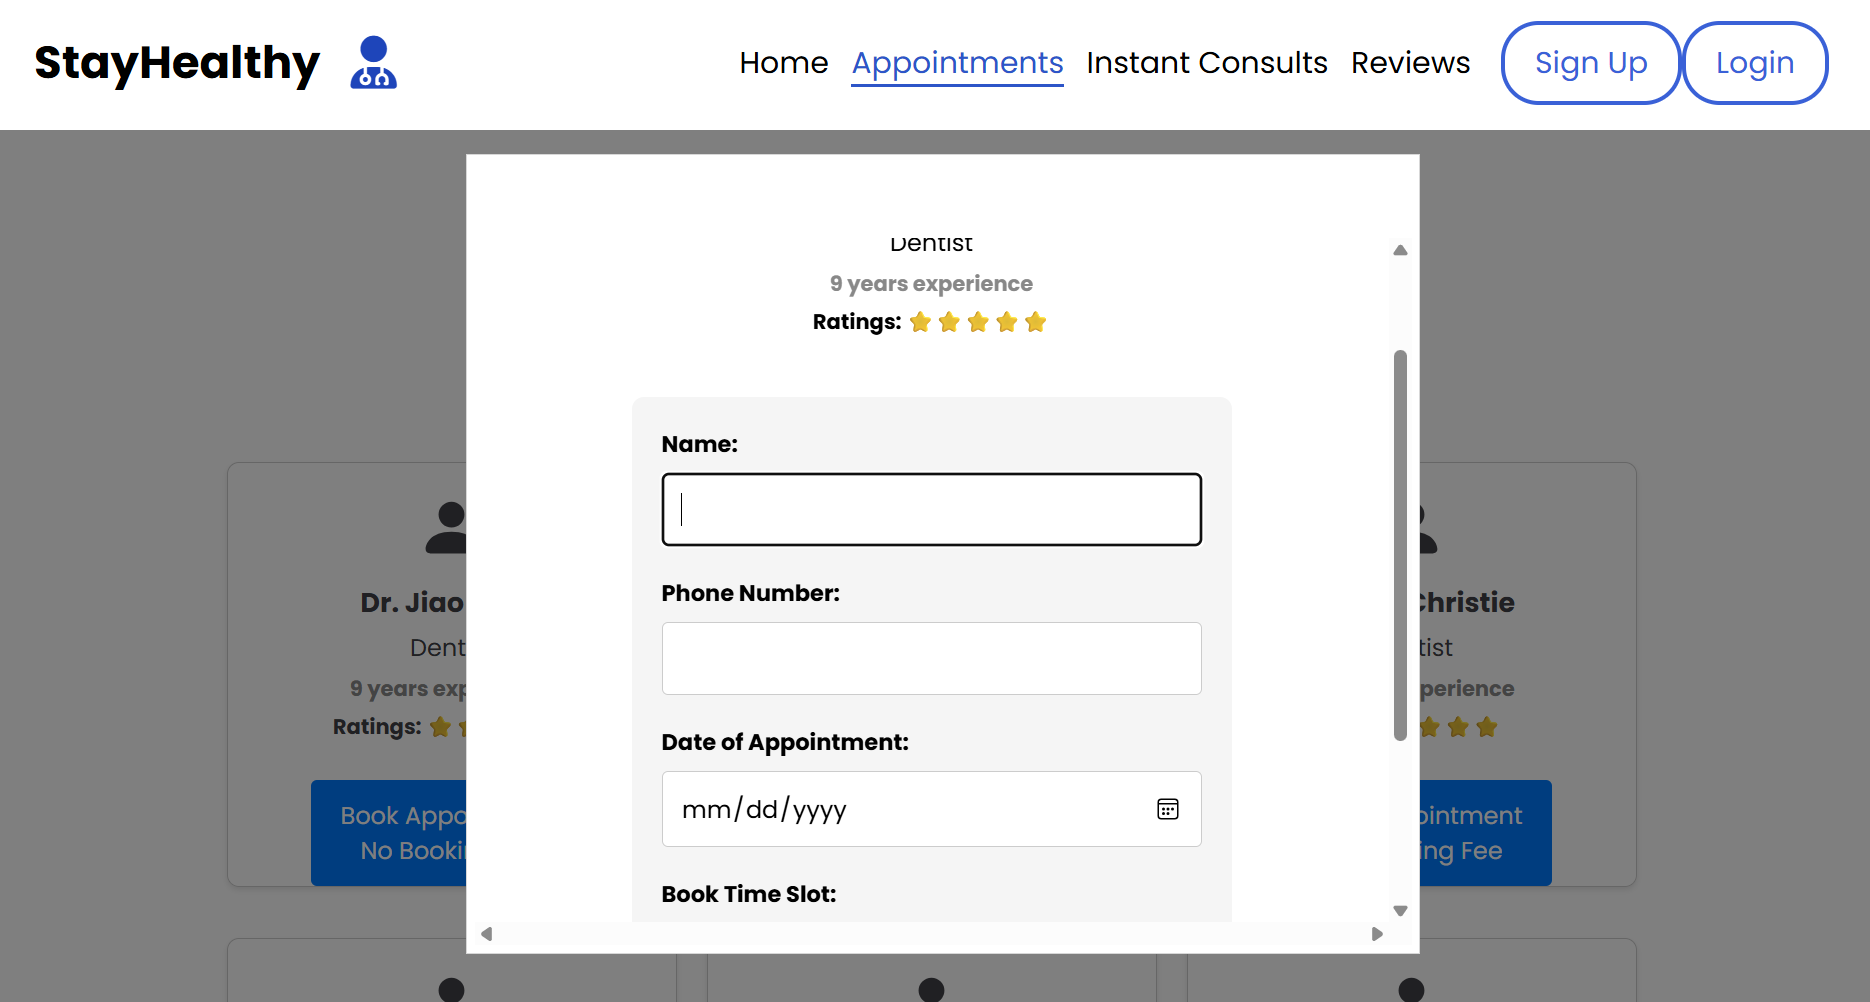 StayHealthy
Home Appointments Instant Consults Reviews Sign Up Login
Dentist
9 years experience
Ratings:
Name:
Phone Number:
Date of Appointment:
mm/dd/yyyy
Book Time Slot:
Dr. Jiao
Dent
9 years exp
Ratings:
Book Appo
No Bookin
Christie
tist
perience
ointment
ing Fee